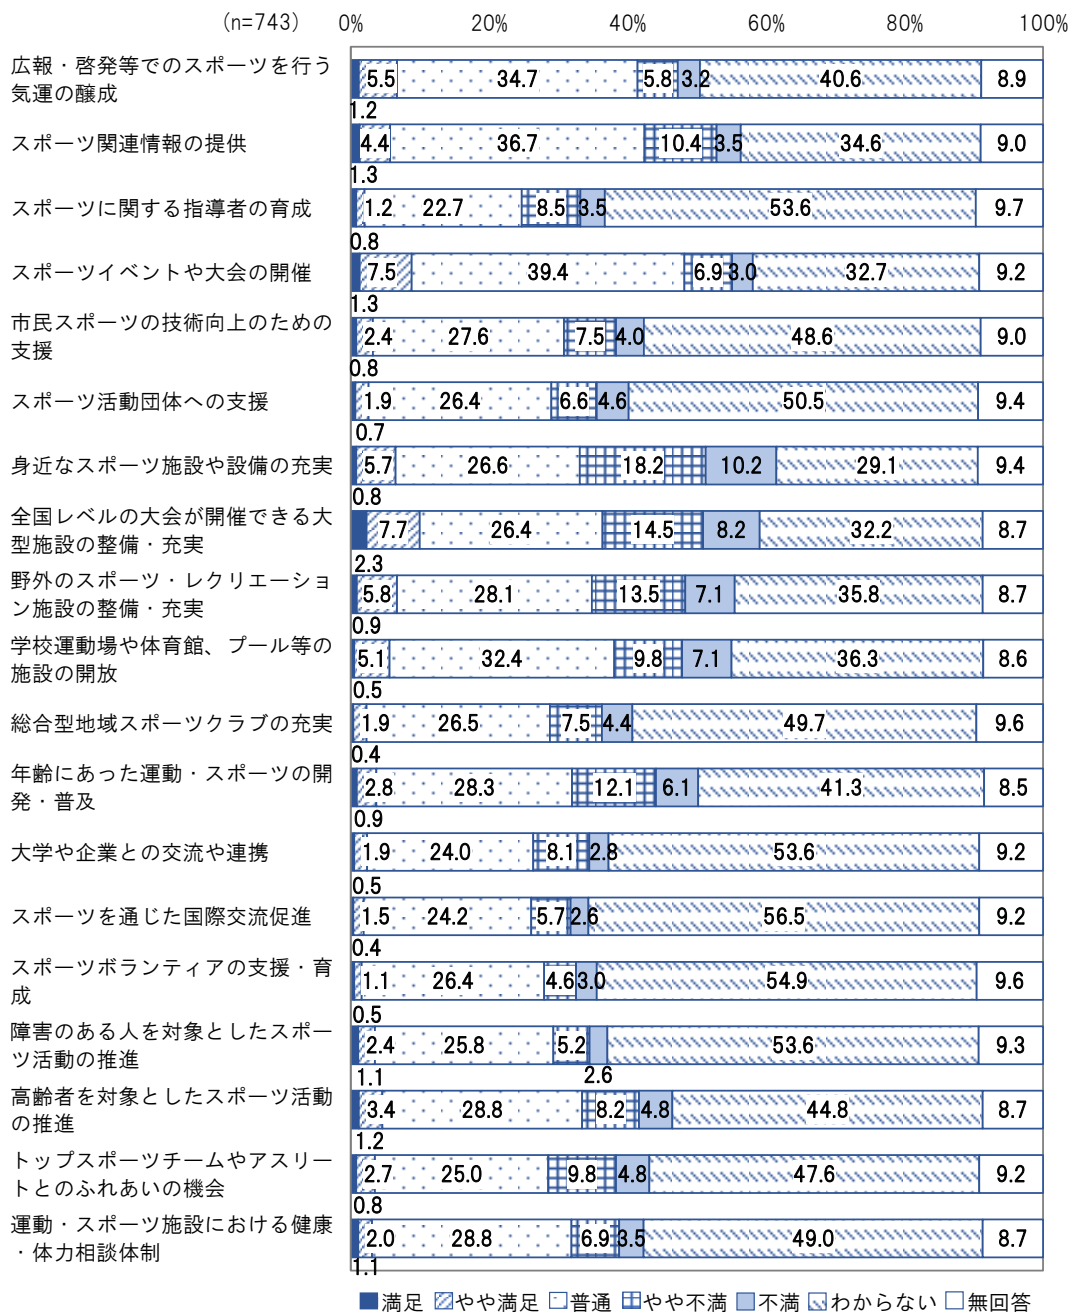 (n=743) 0% 20% 40% 60% 80% 100%
広報・啓発等でのスポーツを行う
気運の醸成
5.5 34.7 5.8 3.2 40.6 8.9
1.2
スポーツ関連情報の提供 4.4 36.7 10.4 3.5 34.6 9.0
1.3
スポーツに関する指導者の育成 1.2 22.7 8.5 3.5 53.6 9.7
0.8
スポーツイベントや大会の開催 7.5 39.4 6.9 3.0 32.7 9.2
1.3
市民スポーツの技術向上のための
支援
2.4 27.6 7.5 4.0 48.6 9.0
0.8
スポーツ活動団体への支援 1.9 26.4 6.6 4.6 50.5 9.4
0.7
身近なスポーツ施設や設備の充実 5.7 26.6 18.2 10.2 29.1 9.4
0.8
全国レベルの大会が開催できる大
型施設の整備・充実
7.7 26.4 14.5 8.2 32.2 8.7
2.3
野外のスポーツ・レクリエーショ
ン施設の整備・充実
5.8 28.1 13.5 7.1 35.8 8.7
0.9
学校運動場や体育館、プール等の
施設の開放
5.1 32.4 9.8 7.1 36.3 8.6
0.5
総合型地域スポーツクラブの充実 1.9 26.5 7.5 4.4 49.7 9.6
0.4
年齢にあった運動・スポーツの開
発・普及
2.8 28.3 12.1 6.1 41.3 8.5
0.9
大学や企業との交流や連携 1.9 24.0 8.1 2.8 53.6 9.2
0.5
スポーツを通じた国際交流促進 1.5 24.2 5.7 2.6 56.5 9.2
0.4
スポーツボランティアの支援・育
成
1.1 26.4 4.6 3.0 54.9 9.6
0.5
障害のある人を対象としたスポー
ツ活動の推進
2.4 25.8 5.2 53.6 9.3
1.1 2.6
高齢者を対象としたスポーツ活動
の推進
3.4 28.8 8.2 4.8 44.8 8.7
1.2
トップスポーツチームやアスリー
トとのふれあいの機会
2.7 25.0 9.8 4.8 47.6 9.2
0.8
運動・スポーツ施設における健康
・体力相談体制
2.0 28.8 6.9 3.5 49.0 8.7
1.1
満足 やや満足 普通 やや不満 不満 わからない 無回答